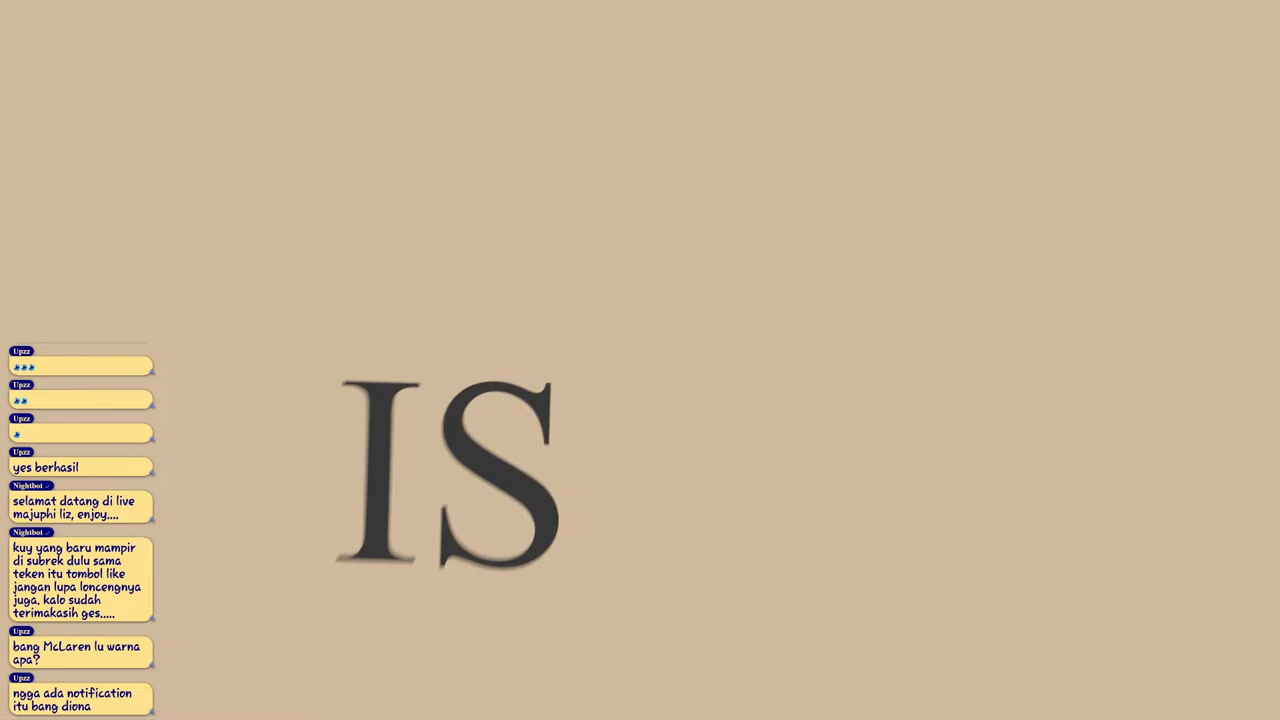 Upzz
Upzz
Upzz
Upzz
yes berhasil
Nightbot
selamat datang di live
majuphi liz, enjoy....
Nightbot
kuy yang baru mampir
di subrek dulu sama
teken itu tombol like
jangan lupa loncengnya
juga. kalo sudah
terimakasih ges.....
Upzz
bang McLaren lu warna
apa?
Upzz
ngga ada notification
itu bang diona
IS